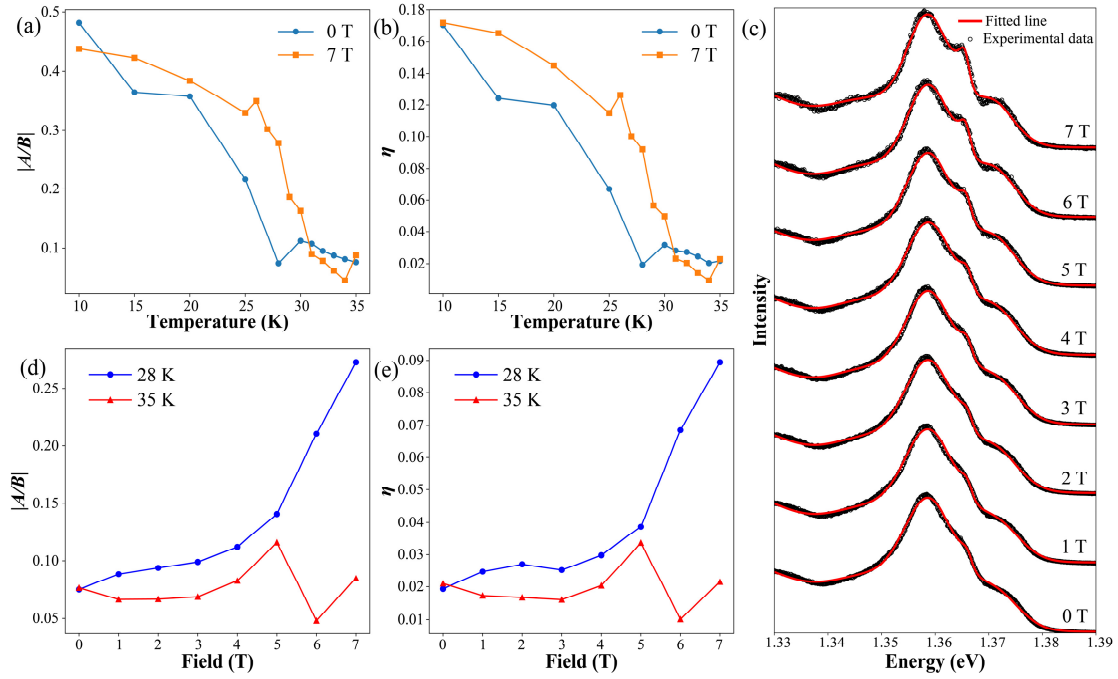 (a)
0 T
7 T
0.5
0.4
0.3
0.2
0.1
|A/B|
10
15
20
25
30
35
Temperature (K)
(b)
0 T
7 T
0.18
0.16
0.14
0.12
0.10
0.08
0.06
0.04
0.02
η
10
15
20
25
30
35
Temperature (K)
(c)
Fitted line
Experimental data
7 T
6 T
5 T
4 T
3 T
2 T
1 T
0 T
Intensity
1.33
1.34
1.35
1.36
1.37
1.38
1.39
Energy (eV)
(d)
28 K
35 K
0.25
0.20
0.15
0.10
0.05
|A/B|
0
1
2
3
4
5
6
7
Field (T)
(e)
28 K
35 K
0.09
0.08
0.07
0.06
0.05
0.04
0.03
0.02
0.01
η
0
1
2
3
4
5
6
7
Field (T)